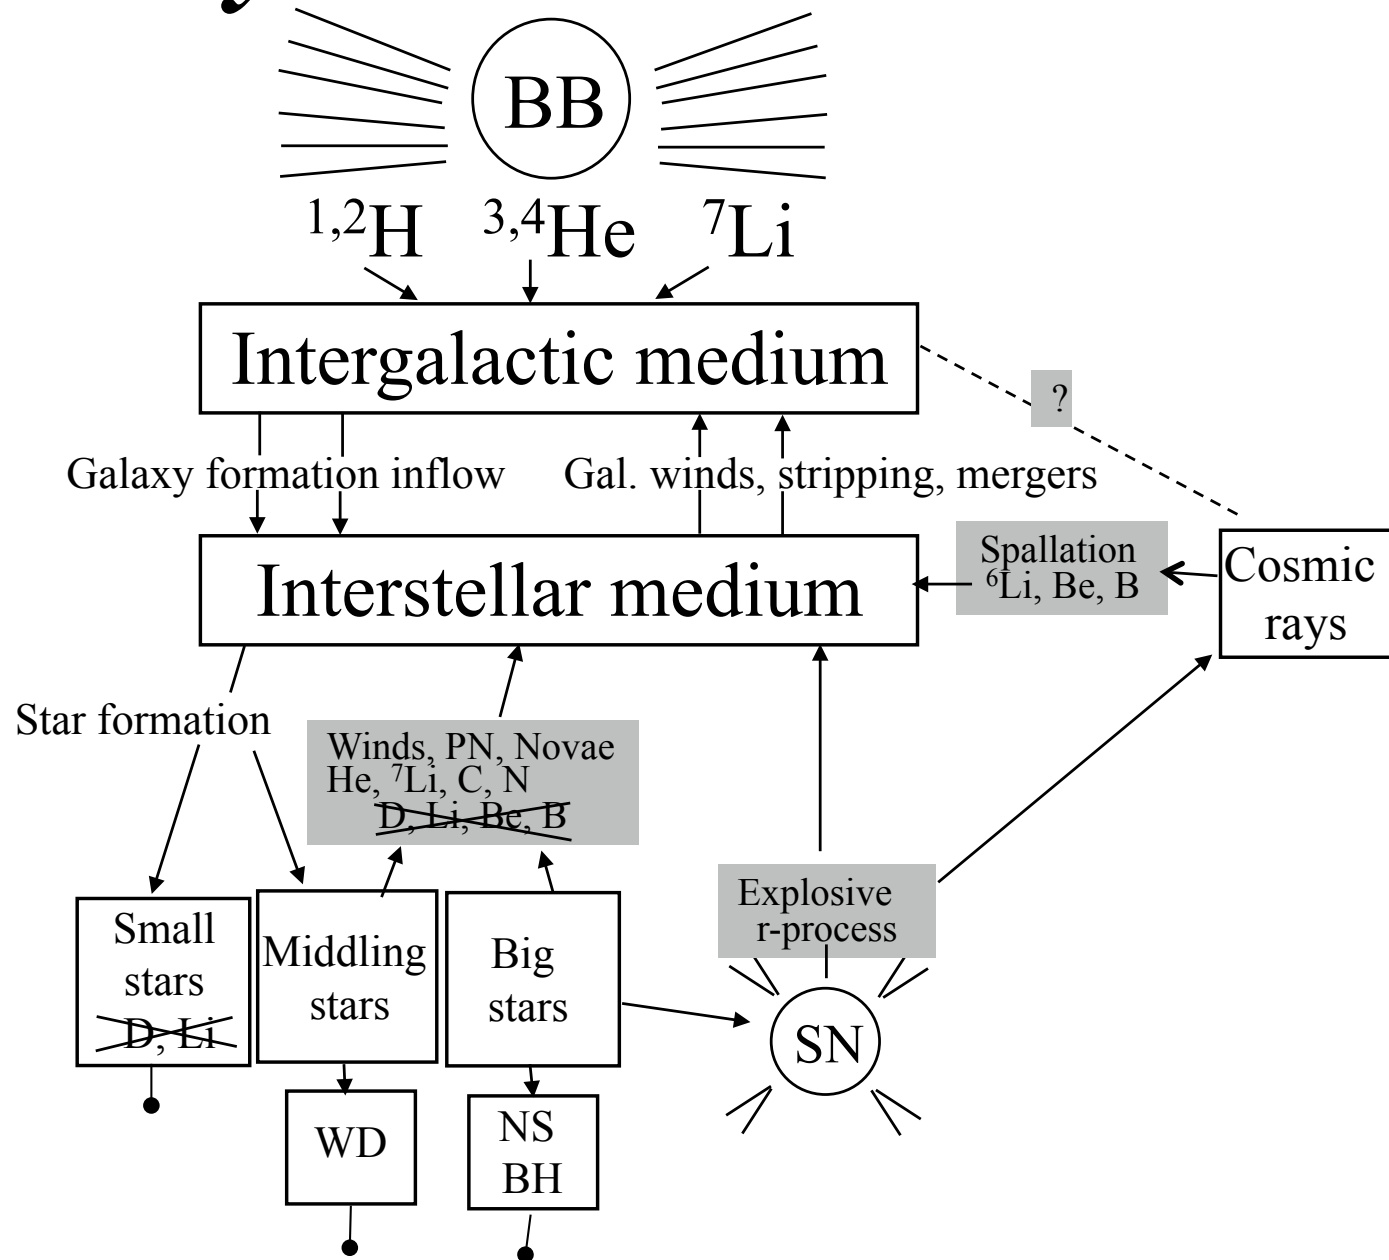 BB
1,2H 3,4He 7Li
Intergalactic medium
?
Galaxy formation inflow
Gal. winds, stripping, mergers
Interstellar medium
Spallation
6Li, Be, B
Cosmic
rays
Star formation
Winds, PN, Novae
He, 7Li, C, N
D, Li, Be, B
Small
stars
D, Li
Middling
stars
Big
stars
Explosive
r-process
SN
WD
NS
BH